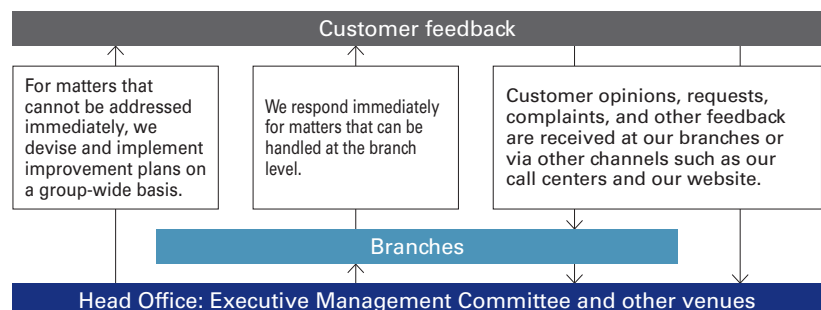 Customer feedback
For matters that
cannot be addressed
immediately, we
devise and implement
improvement plans on
a group-wide basis.
We respond immediately
for matters that can be
handled at the branch
level.
Customer opinions, requests,
complaints, and other feedback
are received at our branches or
via other channels such as our
call centers and our website.
Branches
Head Office: Executive Management Committee and other venues